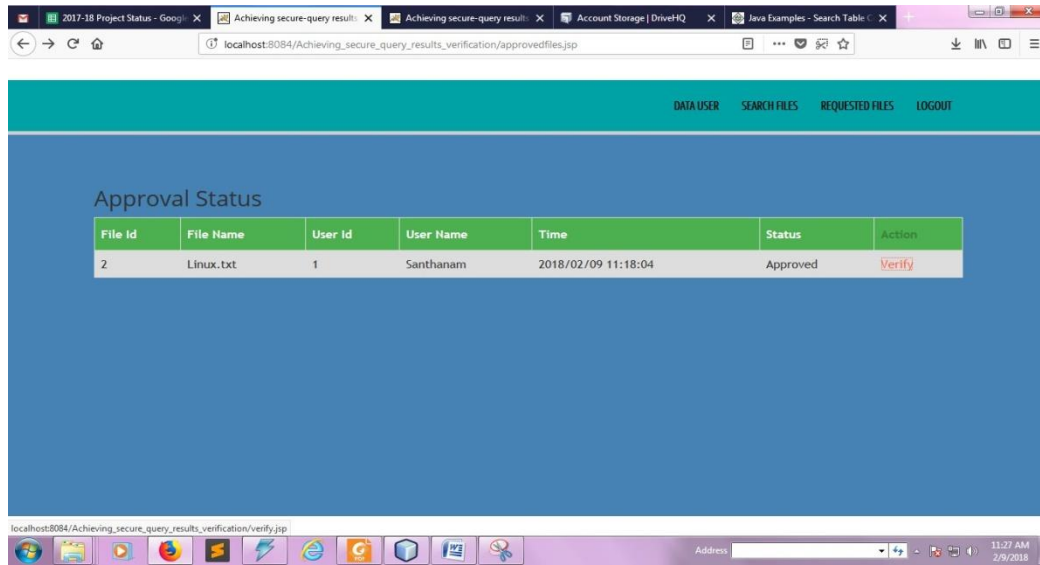 2017-18 Project Status - Googl
Achieving secure-query results
Achieving secure-query results
Account Storage | DriveHQ
Java Examples - Search Table C
localhost:8084/Achieving_secure_query_results_verification/approvedfiles.jsp
DATA USER SEARCH FILES REQUESTED FILES LOGOUT
Approval Status
File Id File Name User Id User Name Time Status Action
2 Linux.txt 1 Santhanam 2018/02/09 11:18:04 Approved Verify
localhost:8084/Achieving_secure_query_results_verification/verify.jsp
Address
11:27 AM
2/9/2018